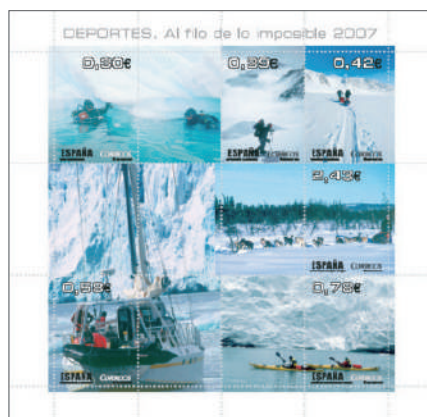 DEPORTES. Al filo de lo imposible 2007
0,30€
0,39€
0,42€
ESPAÑA CORREOS
ESPAÑA CORREOS
ESPAÑA CORREOS
2,43€
ESPAÑA CORREOS
0,58€
0,78€
ESPAÑA CORREOS
ESPAÑA CORREOS